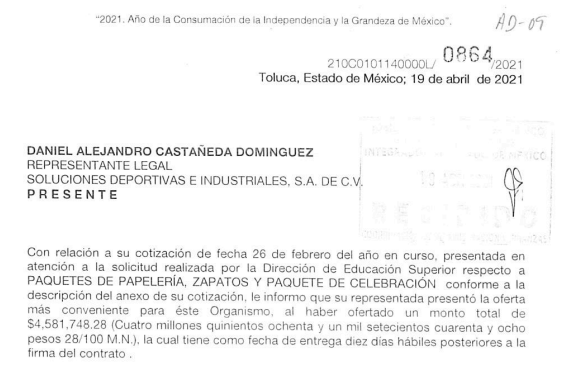 “2021. Año de la Consumación de la Independencia y la Grandeza de México”.
AD-09
210C0101140000L/ 0864 /2021
Toluca, Estado de México; 19 de abril de 2021
DANIEL ALEJANDRO CASTAÑEDA DOMINGUEZ
REPRESENTANTE LEGAL
SOLUCIONES DEPORTIVAS E INDUSTRIALES, S.A. DE C.V.
P R E S E N T E
Con relación a su cotización de fecha 26 de febrero del año en curso, presentada en
atención a la solicitud realizada por la Dirección de Educación Superior respecto a
PAQUETES DE PAPELERÍA, ZAPATOS Y PAQUETE DE CELEBRACIÓN conforme a la
descripción del anexo de su cotización, le informo que su representada presentó la oferta
más conveniente para éste Organismo, al haber ofertado un monto total de
$4,581,748.28 (Cuatro millones quinientos ochenta y un mil setecientos cuarenta y ocho
pesos 28/100 M.N.), la cual tiene como fecha de entrega diez días hábiles posteriores a la
firma del contrato .